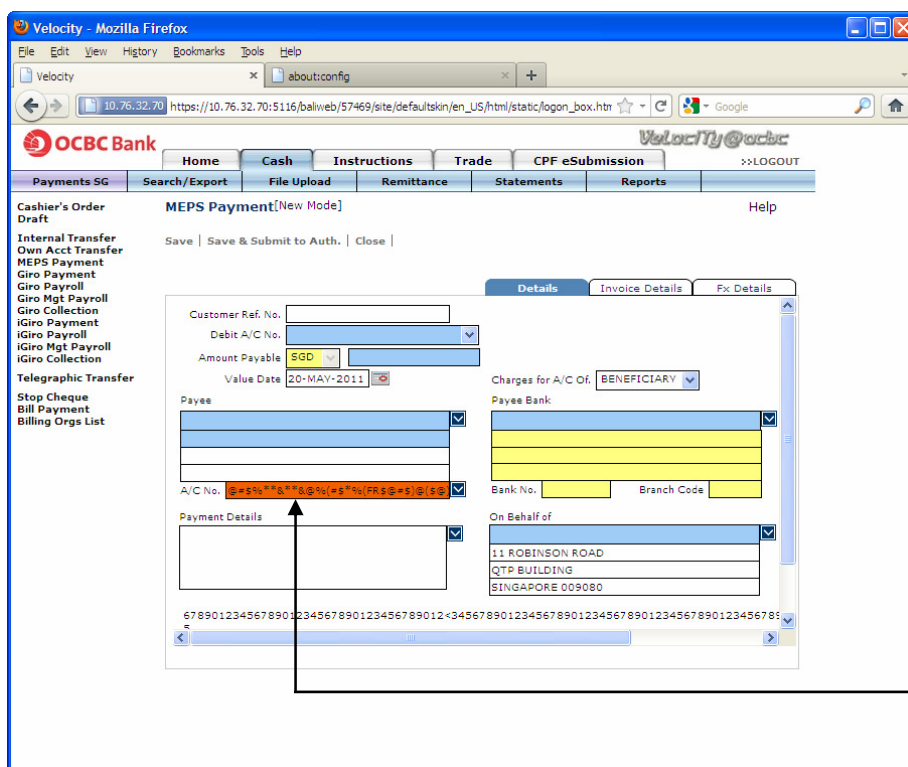 Velocity - Mozilla Firefox
File Edit View History Bookmarks Tools Help
Velocity × about:config × +
10.76.32.70 https://10.76.32.70:5116/baliweb/57469/site/defaultskin/en_US/html/static/logon_box.htm Google
OCBC Bank Velocity@ocbc
Home Cash Instructions Trade CPF eSubmission >>LOGOUT
Payments SG Search/Export File Upload Remittance Statements Reports
Cashier's Order
Draft
Internal Transfer
Own Acct Transfer
MEPS Payment
Giro Payment
Giro Payroll
Giro Mgt Payroll
Giro Collection
iGiro Payment
iGiro Payroll
iGiro Mgt Payroll
iGiro Collection
Telegraphic Transfer
Stop Cheque
Bill Payment
Billing Orgs List
MEPS Payment[New Mode] Help
Save | Save & Submit to Auth. | Close |
Details Invoice Details Fx Details
Customer Ref. No.
Debit A/C No.
Amount Payable SGD
Value Date 20-MAY-2011 Charges for A/C Of. BENEFICIARY
Payee Payee Bank
A/C No. @=$%**&**&@%(#$*%(FR$@=$)@($@) Bank No. Branch Code
Payment Details On Behalf of
11 ROBINSON ROAD
QTP BUILDING
SINGAPORE 009080
678901234567890123456789012345678901 2<345678901234567890123456789012345678901234567 89
5